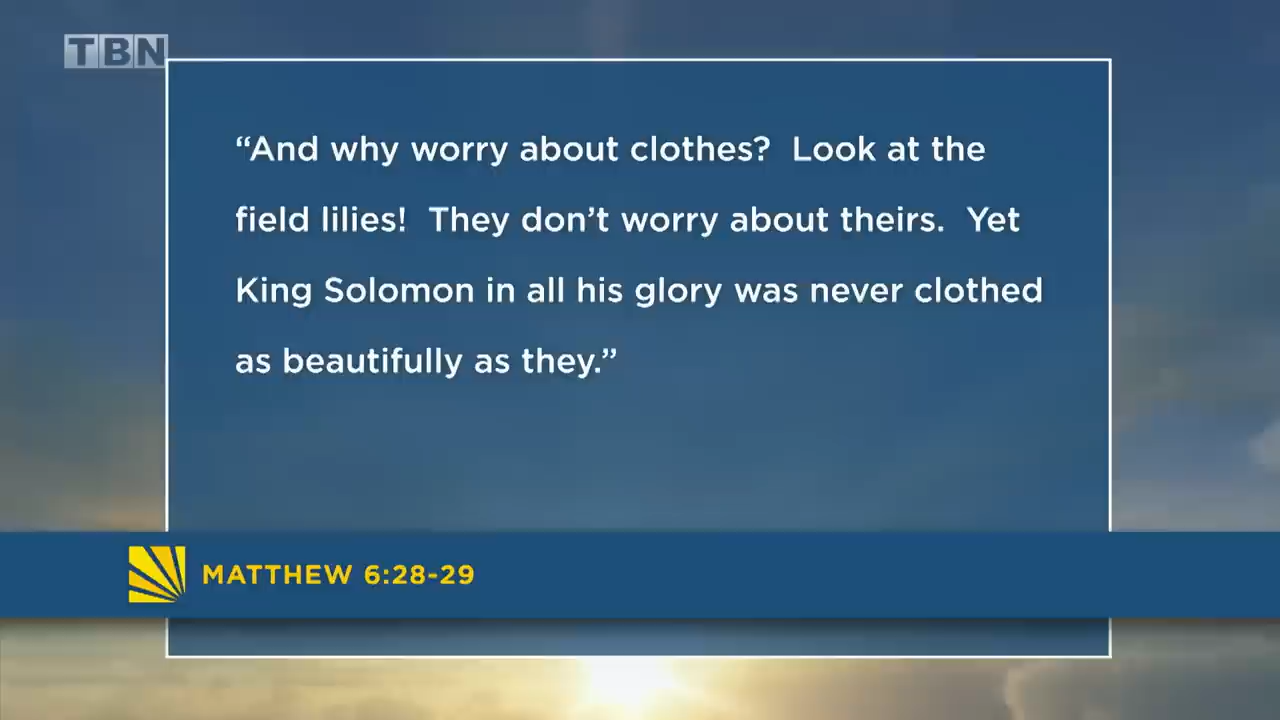 TBN
“And why worry about clothes?  Look at the
field lilies!  They don’t worry about theirs.  Yet
King Solomon in all his glory was never clothed
as beautifully as they.”
MATTHEW 6:28-29